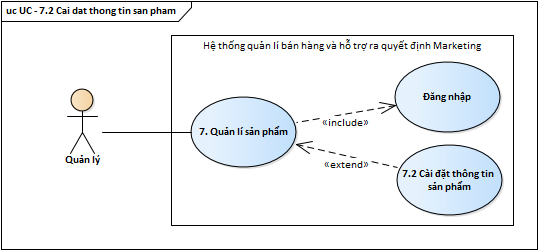 uc UC - 7.2 Cai dat thong tin san pham
Hệ thống quản lí bán hàng và hỗ trợ ra quyết định Marketing
Đăng nhập
«include»
7. Quản lí sản phẩm
Quản lý
«extend»
7.2 Cài đặt thông tin
sản phẩm